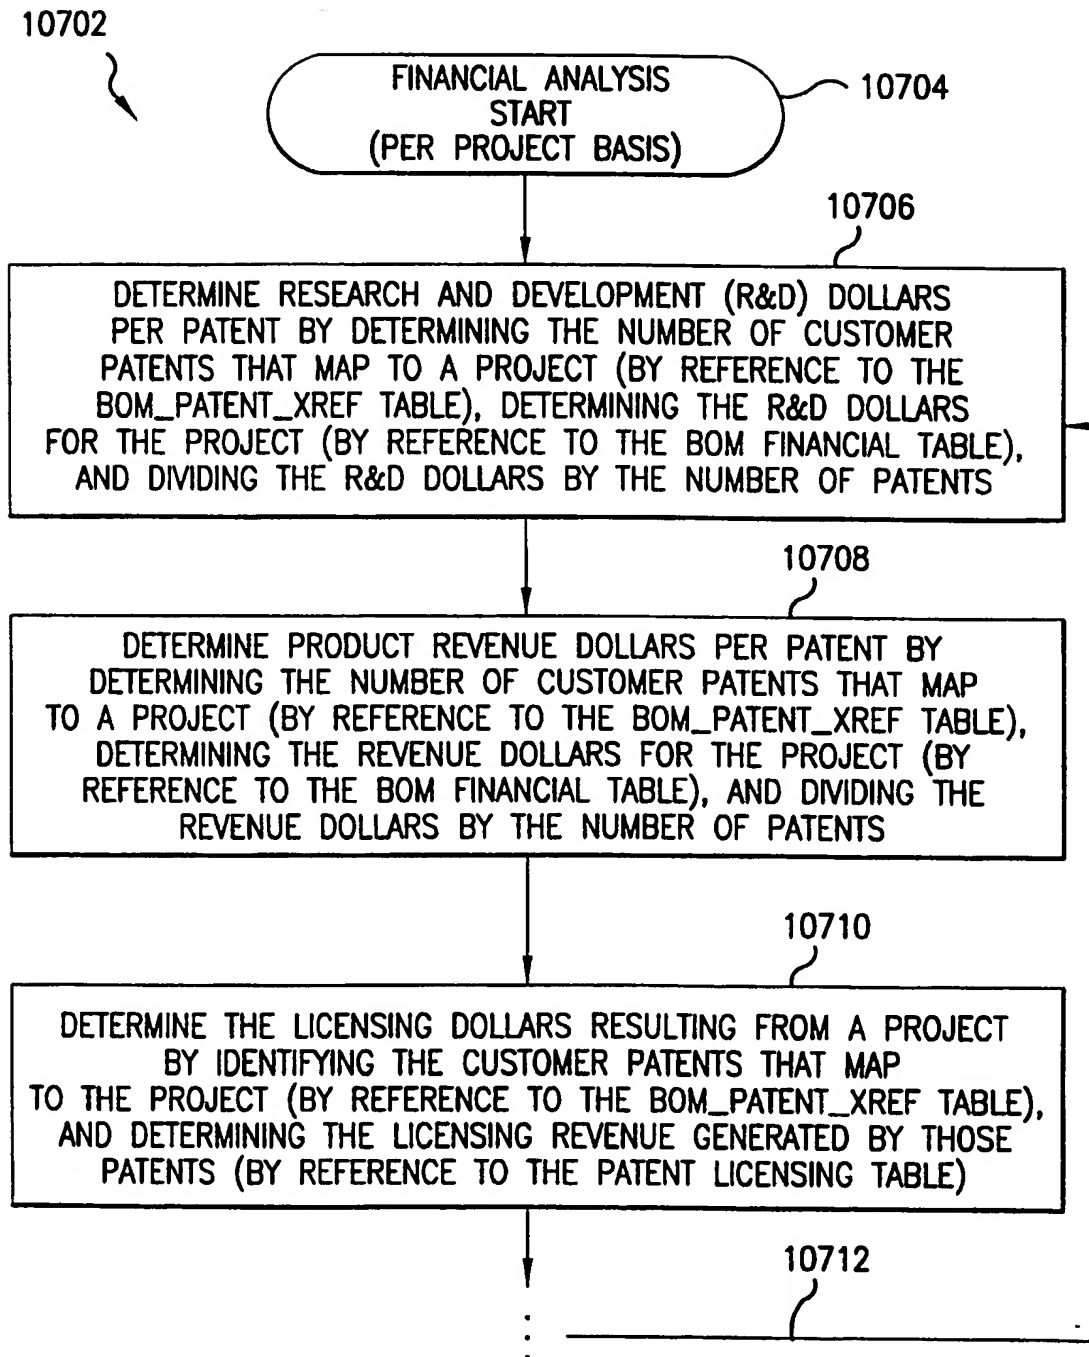 10702
FINANCIAL ANALYSIS
START
(PER PROJECT BASIS)
10704
10706
DETERMINE RESEARCH AND DEVELOPMENT (R&D) DOLLARS
PER PATENT BY DETERMINING THE NUMBER OF CUSTOMER
PATENTS THAT MAP TO A PROJECT (BY REFERENCE TO THE
BOM_PATENT_XREF TABLE), DETERMINING THE R&D DOLLARS
FOR THE PROJECT (BY REFERENCE TO THE BOM FINANCIAL TABLE),
AND DIVIDING THE R&D DOLLARS BY THE NUMBER OF PATENTS
10708
DETERMINE PRODUCT REVENUE DOLLARS PER PATENT BY
DETERMINING THE NUMBER OF CUSTOMER PATENTS THAT MAP
TO A PROJECT (BY REFERENCE TO THE BOM_PATENT_XREF TABLE),
DETERMINING THE REVENUE DOLLARS FOR THE PROJECT (BY
REFERENCE TO THE BOM FINANCIAL TABLE), AND DIVIDING THE
REVENUE DOLLARS BY THE NUMBER OF PATENTS
10710
DETERMINE THE LICENSING DOLLARS RESULTING FROM A PROJECT
BY IDENTIFYING THE CUSTOMER PATENTS THAT MAP
TO THE PROJECT (BY REFERENCE TO THE BOM_PATENT_XREF TABLE),
AND DETERMINING THE LICENSING REVENUE GENERATED BY THOSE
PATENTS (BY REFERENCE TO THE PATENT LICENSING TABLE)
10712